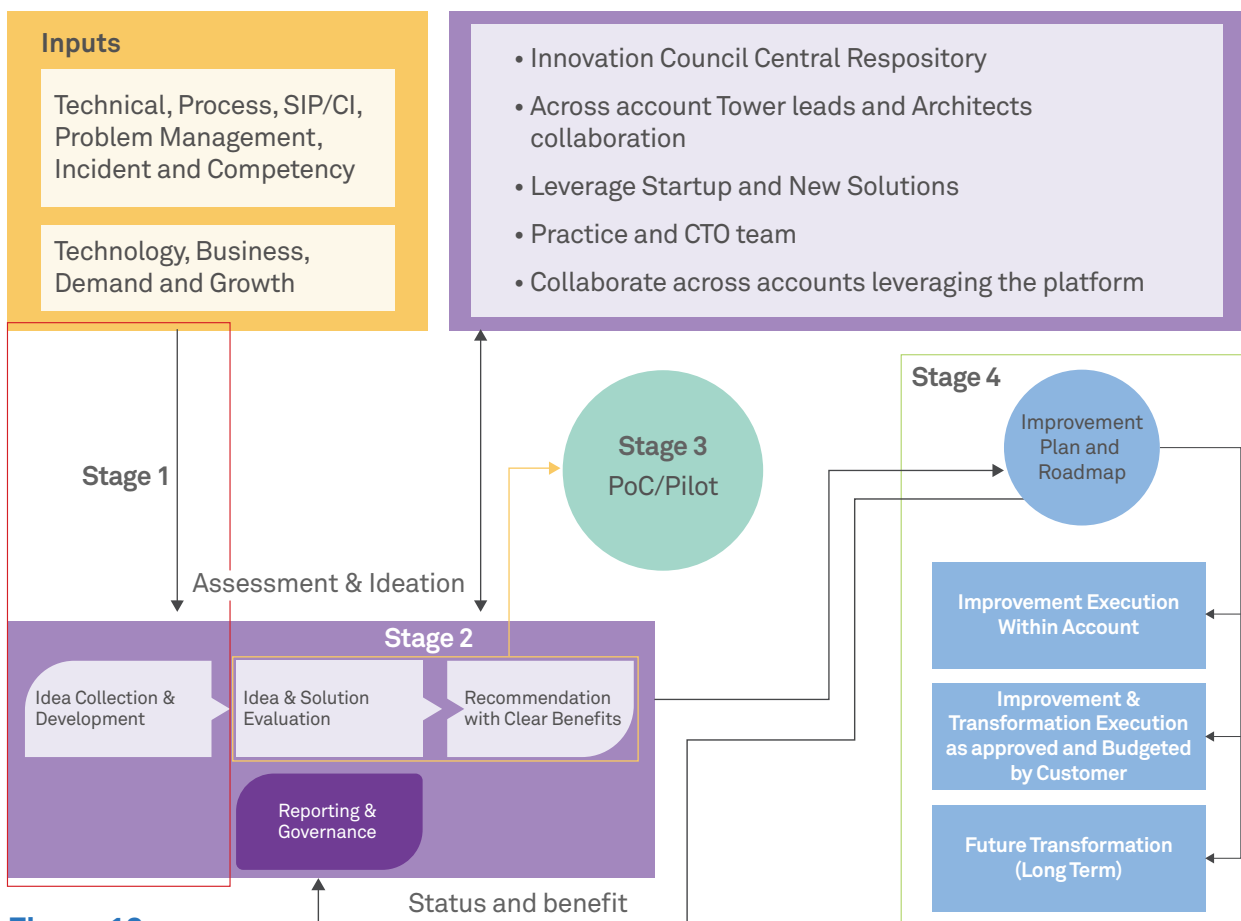 Inputs
Technical, Process, SIP/CI,
Problem Management,
Incident and Competency
Technology, Business,
Demand and Growth
• Innovation Council Central Respository
• Across account Tower leads and Architects
collaboration
• Leverage Startup and New Solutions
• Practice and CTO team
• Collaborate across accounts leveraging the platform
Stage 1
Assessment & Ideation
Stage 3
PoC/Pilot
Stage 4
Improvement
Plan and
Roadmap
Stage 2
Idea Collection &
Development
Idea & Solution
Evaluation
Recommendation
with Clear Benefits
Reporting &
Governance
Improvement Execution
Within Account
Improvement &
Transformation Execution
as approved and Budgeted
by Customer
Future Transformation
(Long Term)
Status and benefit